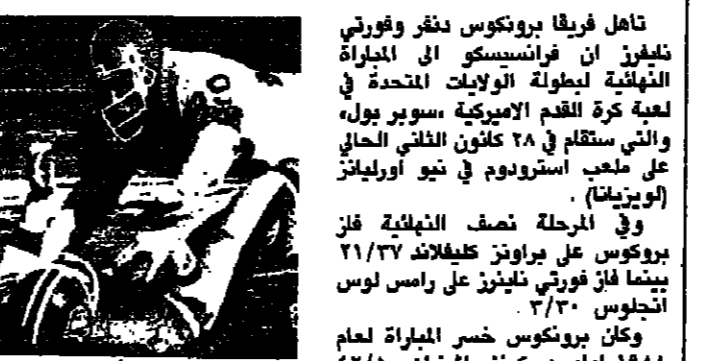 تأهل فريقا برونكوس دنفر وفورتي
نايفرز ان فرانسيسكو الى المباراة
النهائية لبطولة الولايات المتحدة في
لعبة كرة القدم الاميركية «سوبر بول»
والتي ستقام في ٢٨ كانون الثاني الحالي
على ملعب استرودوم في نيو اورليانز
(لويزيانا) .
وفي المرحلة نصف النهائية فاز
بروكوس على براونز كليفلاند ٢١/٣٧
بينما فاز فورتي ناينرز على رامس لوس
انجلوس ٣/٣٠ .
وكان برونكوس خسر المباراة لعام